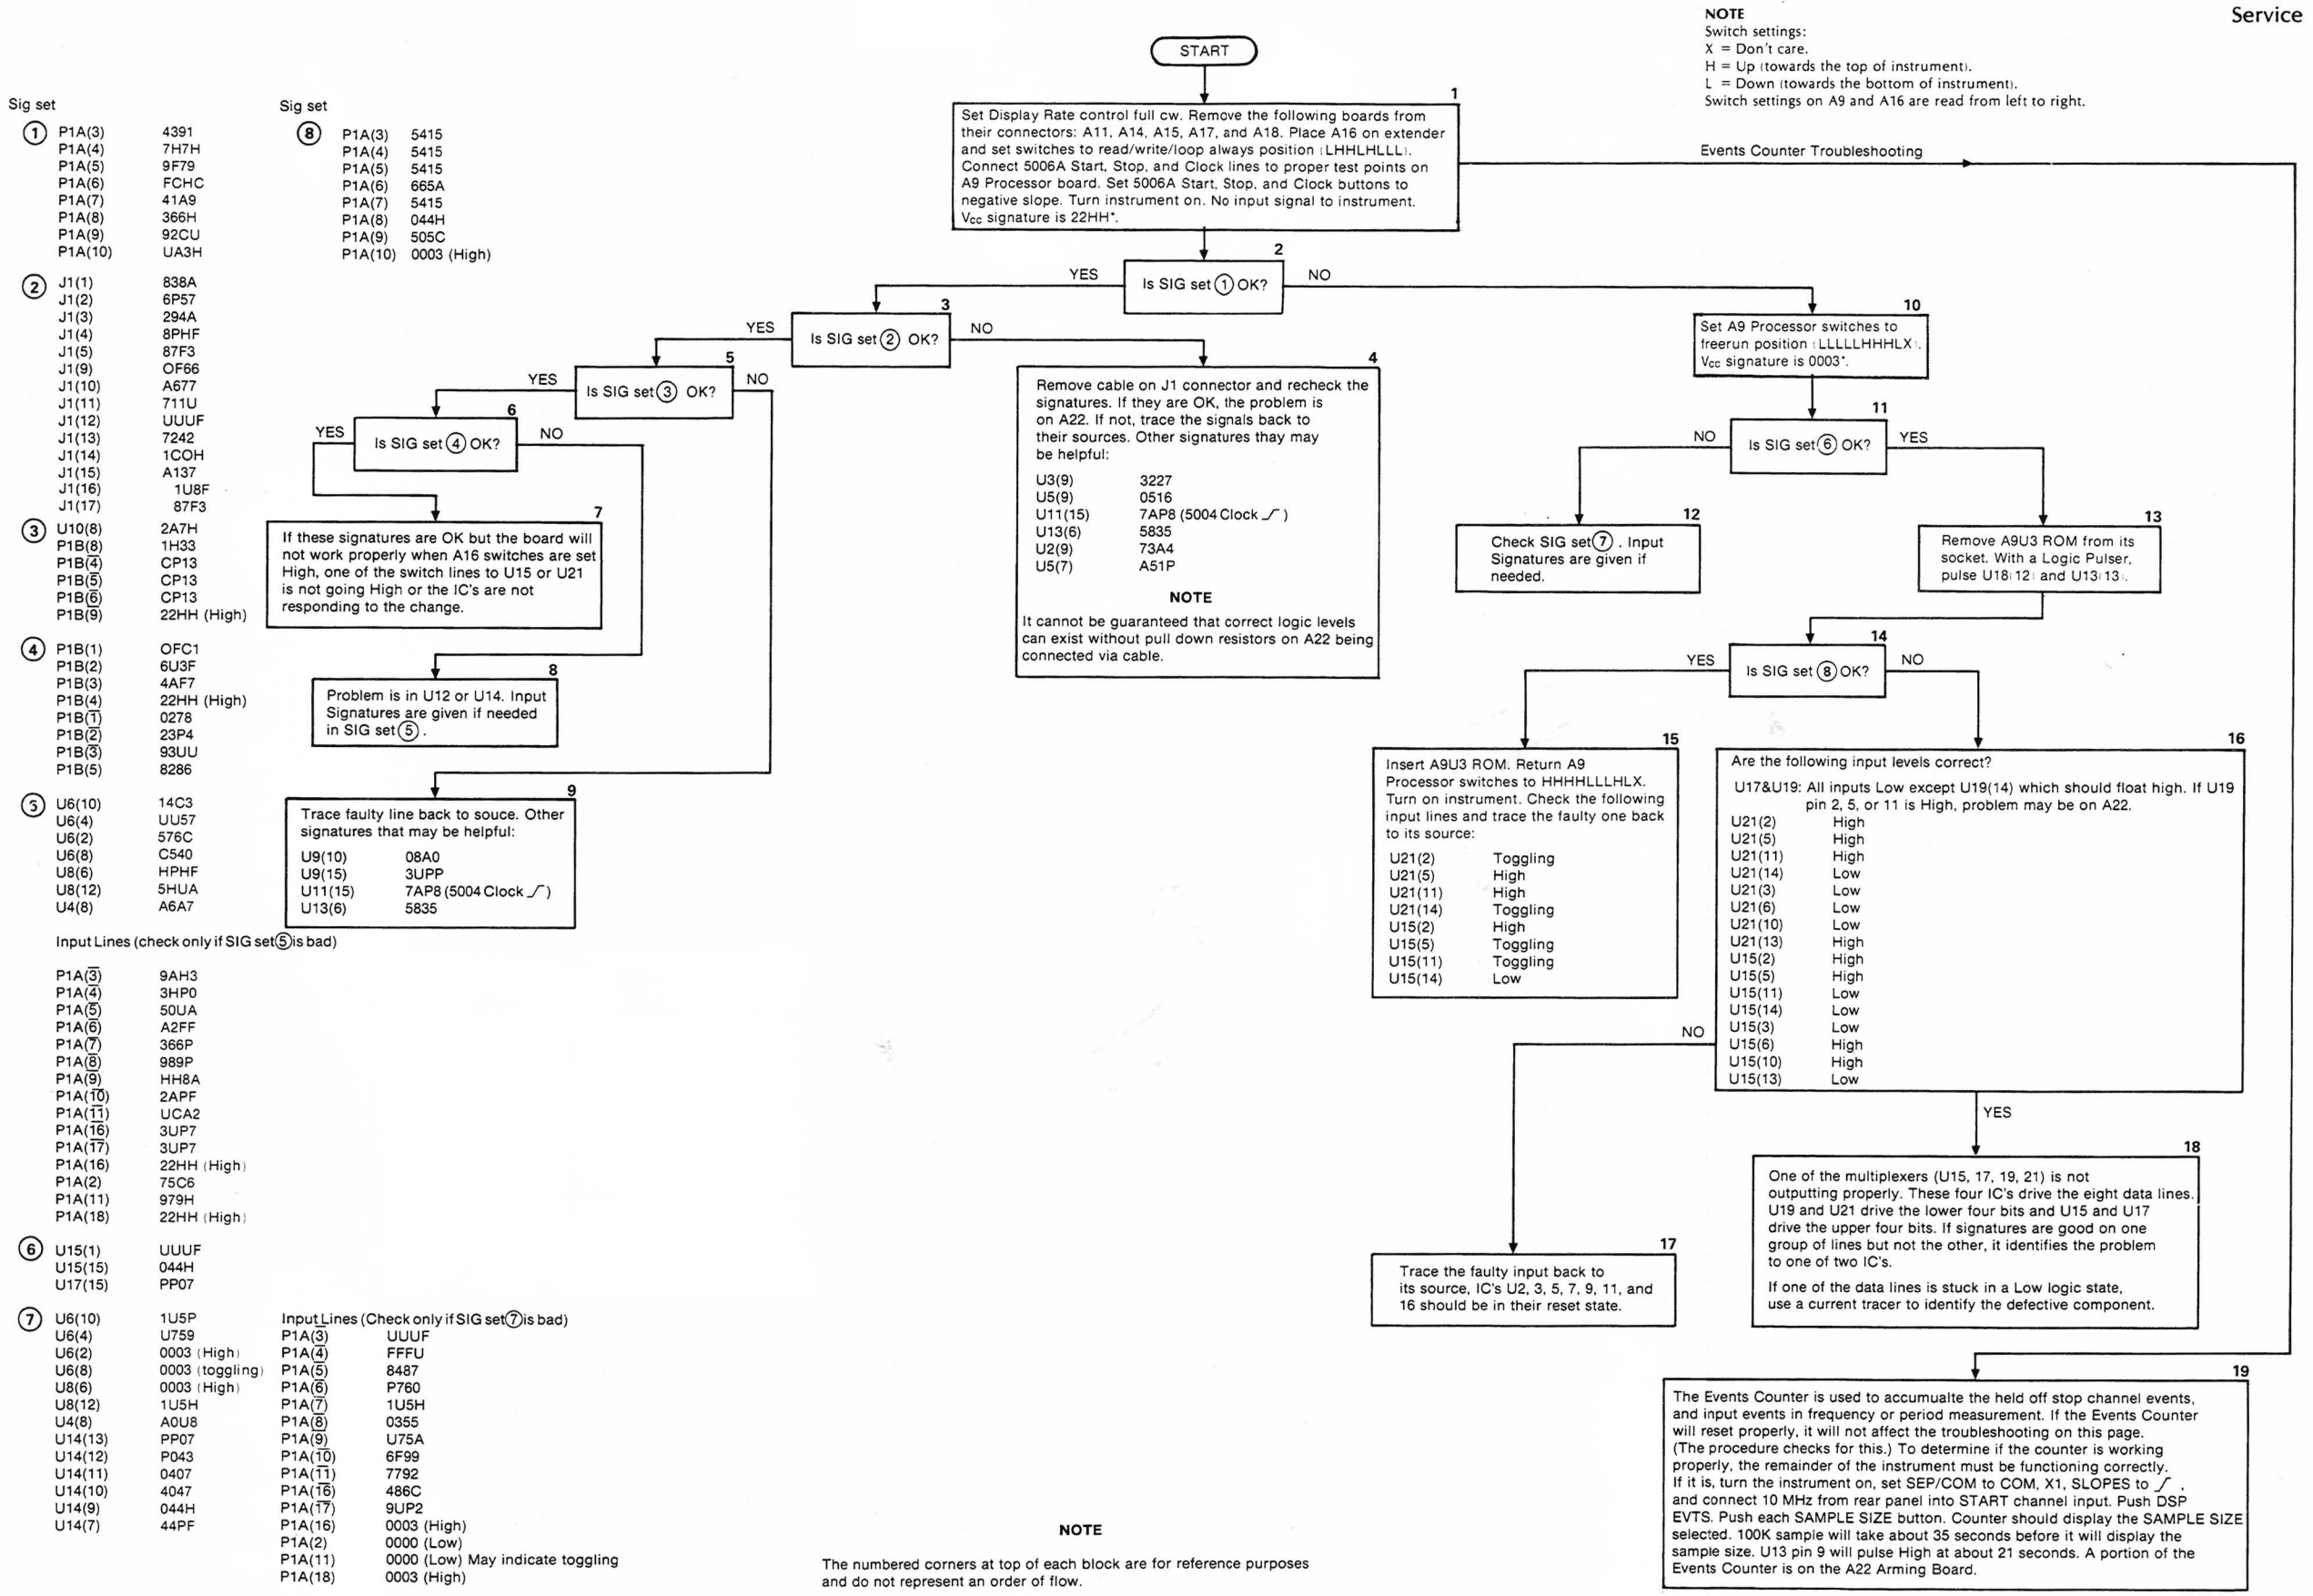 Service
NOTE
Switch settings:
X = Don't care.
H = Up (towards the top of instrument).
L = Down (towards the bottom of instrument).
Switch settings on A9 and A16 are read from left to right.
START
Sig set
① P1A(3) 4391
P1A(4) 7H7H
P1A(5) 9F79
P1A(6) FCHC
P1A(7) 41A9
P1A(8) 366H
P1A(9) 92CU
P1A(10) UA3H
② J1(1) 838A
J1(2) 6P57
J1(3) 294A
J1(4) 8PHF
J1(5) 87F3
J1(9) OF66
J1(10) A677
J1(11) 711U
J1(12) UUUF
J1(13) 7242
J1(14) 1COH
J1(15) A137
J1(16) 1U8F
J1(17) 87F3
③ U10(8) 2A7H
P1B(8) 1H33
P1B(4̅) CP13
P1B(5̅) CP13
P1B(6̅) CP13
P1B(9̅) 22HH (High)
④ P1B(1) OFC1
P1B(2) 6U3F
P1B(3) 4AF7
P1B(4) 22HH (High)
P1B(1̅) 0278
P1B(2̅) 23P4
P1B(3̅) 93UU
P1B(5) 8286
⑤ U6(10) 14C3
U6(4) UU57
U6(2) 576C
U6(8) C540
U8(6) HPHF
U8(12) 5HUA
U4(8) A6A7
Input Lines (check only if SIG set⑤is bad)
P1A(3̅) 9AH3
P1A(4̅) 3HP0
P1A(5̅) 50UA
P1A(6̅) A2FF
P1A(7̅) 366P
P1A(8̅) 989P
P1A(9̅) HH8A
P1A(1̅0̅) 2APF
P1A(1̅1̅) UCA2
P1A(1̅6̅) 3UP7
P1A(1̅7̅) 3UP7
P1A(16) 22HH (High)
P1A(2) 75C6
P1A(11) 979H
P1A(18) 22HH (High)
⑥ U15(1) UUUF
U15(15) 044H
U17(15) PP07
⑦ U6(10) 1U5P
U6(4) U759
U6(2) 0003 (High)
U6(8) 0003 (toggling)
U8(6) 0003 (High)
U8(12) 1U5H
U4(8) A0U8
U14(13) PP07
U14(12) P043
U14(11) 0407
U14(10) 4047
U14(9) 044H
U14(7) 44PF
Input Lines (Check only if SIG set⑦is bad)
P1A(3̅) UUUF
P1A(4̅) FFFU
P1A(5̅) 8487
P1A(6̅) P760
P1A(7̅) 1U5H
P1A(8̅) 0355
P1A(9̅) U75A
P1A(1̅0̅) 6F99
P1A(1̅1̅) 7792
P1A(1̅6̅) 486C
P1A(1̅7̅) 9UP2
P1A(16) 0003 (High)
P1A(2) 0000 (Low)
P1A(11) 0000 (Low) May indicate toggling
P1A(18) 0003 (High)
Sig set
⑧ P1A(3) 5415
P1A(4) 5415
P1A(5) 5415
P1A(6) 665A
P1A(7) 5415
P1A(8) 044H
P1A(9) 505C
P1A(10) 0003 (High)
1
Set Display Rate control full cw. Remove the following boards from
their connectors: A11, A14, A15, A17, and A18. Place A16 on extender
and set switches to read/write/loop always position (LHHLHLLL).
Connect 5006A Start, Stop, and Clock lines to proper test points on
A9 Processor board. Set 5006A Start, Stop, and Clock buttons to
negative slope. Turn instrument on. No input signal to instrument.
Vcc signature is 22HH*.
Events Counter Troubleshooting
2
Is SIG set①OK?
YES
NO
3
Is SIG set② OK?
YES
NO
4
Remove cable on J1 connector and recheck the
signatures. If they are OK, the problem is
on A22. If not, trace the signals back to
their sources. Other signatures thay may
be helpful:
U3(9) 3227
U5(9) 0516
U11(15) 7AP8 (5004 Clock ⎽/⎺)
U13(6) 5835
U2(9) 73A4
U5(7) A51P
NOTE
It cannot be guaranteed that correct logic levels
can exist without pull down resistors on A22 being
connected via cable.
5
Is SIG set③ OK?
YES
NO
6
Is SIG set④OK?
YES
NO
7
If these signatures are OK but the board will
not work properly when A16 switches are set
High, one of the switch lines to U15 or U21
is not going High or the IC's are not
responding to the change.
8
Problem is in U12 or U14. Input
Signatures are given if needed
in SIG set⑤.
9
Trace faulty line back to souce. Other
signatures that may be helpful:
U9(10) 08A0
U9(15) 3UPP
U11(15) 7AP8 (5004 Clock ⎽/⎺)
U13(6) 5835
10
Set A9 Processor switches to
freerun position (LLLLLHHHLX).
Vcc signature is 0003*.
11
Is SIG set⑥OK?
NO
YES
12
Check SIG set⑦. Input
Signatures are given if
needed.
13
Remove A9U3 ROM from its
socket. With a Logic Pulser,
pulse U18(12) and U13(13).
14
Is SIG set⑧OK?
YES
NO
15
Insert A9U3 ROM. Return A9
Processor switches to HHHHLLLHLX.
Turn on instrument. Check the following
input lines and trace the faulty one back
to its source:
U21(2) Toggling
U21(5) High
U21(11) High
U21(14) Toggling
U15(2) High
U15(5) Toggling
U15(11) Toggling
U15(14) Low
16
Are the following input levels correct?
U17&U19: All inputs Low except U19(14) which should float high. If U19
pin 2, 5, or 11 is High, problem may be on A22.
U21(2) High
U21(5) High
U21(11) High
U21(14) Low
U21(3) Low
U21(6) Low
U21(10) Low
U21(13) High
U15(2) High
U15(5) High
U15(11) Low
U15(14) Low
U15(3) Low
U15(6) High
U15(10) High
U15(13) Low
NO
YES
17
Trace the faulty input back to
its source, IC's U2, 3, 5, 7, 9, 11, and
16 should be in their reset state.
18
One of the multiplexers (U15, 17, 19, 21) is not
outputting properly. These four IC's drive the eight data lines.
U19 and U21 drive the lower four bits and U15 and U17
drive the upper four bits. If signatures are good on one
group of lines but not the other, it identifies the problem
to one of two IC's.
If one of the data lines is stuck in a Low logic state,
use a current tracer to identify the defective component.
19
The Events Counter is used to accumualte the held off stop channel events,
and input events in frequency or period measurement. If the Events Counter
will reset properly, it will not affect the troubleshooting on this page.
(The procedure checks for this.) To determine if the counter is working
properly, the remainder of the instrument must be functioning correctly.
If it is, turn the instrument on, set SEP/COM to COM, X1, SLOPES to ⎽/⎺ ,
and connect 10 MHz from rear panel into START channel input. Push DSP
EVTS. Push each SAMPLE SIZE button. Counter should display the SAMPLE SIZE
selected. 100K sample will take about 35 seconds before it will display the
sample size. U13 pin 9 will pulse High at about 21 seconds. A portion of the
Events Counter is on the A22 Arming Board.
NOTE
The numbered corners at top of each block are for reference purposes
and do not represent an order of flow.